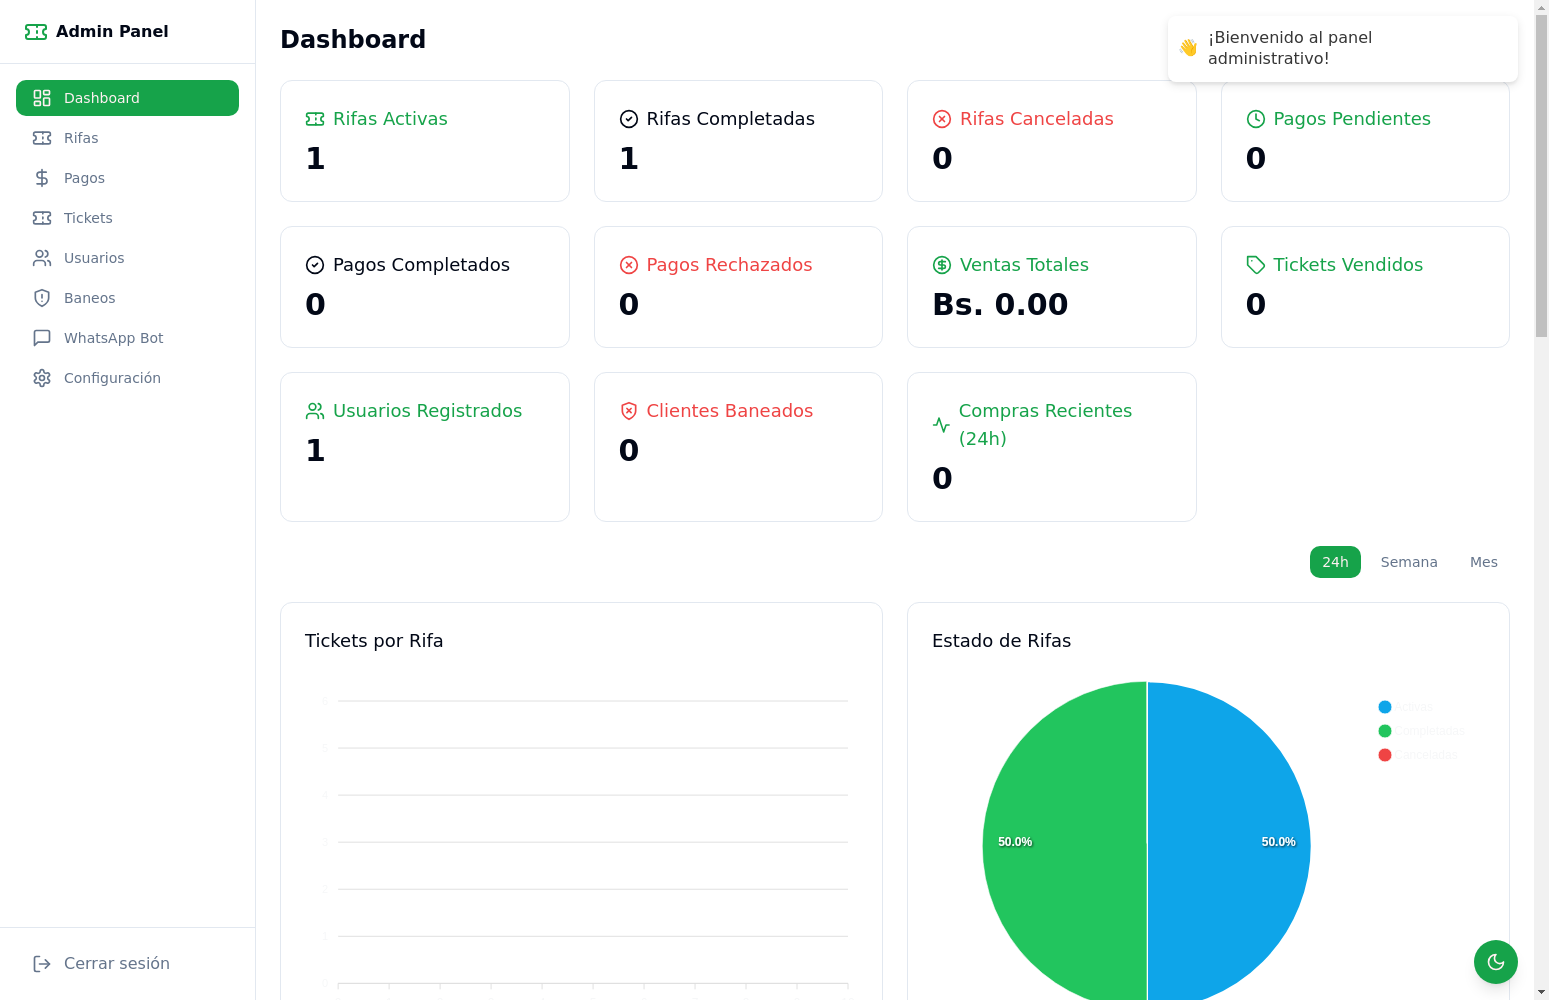 Admin Panel
Dashboard
Rifas
Pagos
Tickets
Usuarios
Baneos
WhatsApp Bot
Configuración
Cerrar sesión
Dashboard
¡Bienvenido al panel
administrativo!
Rifas Activas
1
Rifas Completadas
1
Rifas Canceladas
0
Pagos Pendientes
0
Pagos Completados
0
Pagos Rechazados
0
Ventas Totales
Bs. 0.00
Tickets Vendidos
0
Usuarios Registrados
1
Clientes Baneados
0
Compras Recientes
(24h)
0
24h
Semana
Mes
Tickets por Rifa
Estado de Rifas
50.0%
50.0%
Activas
Completadas
Canceladas